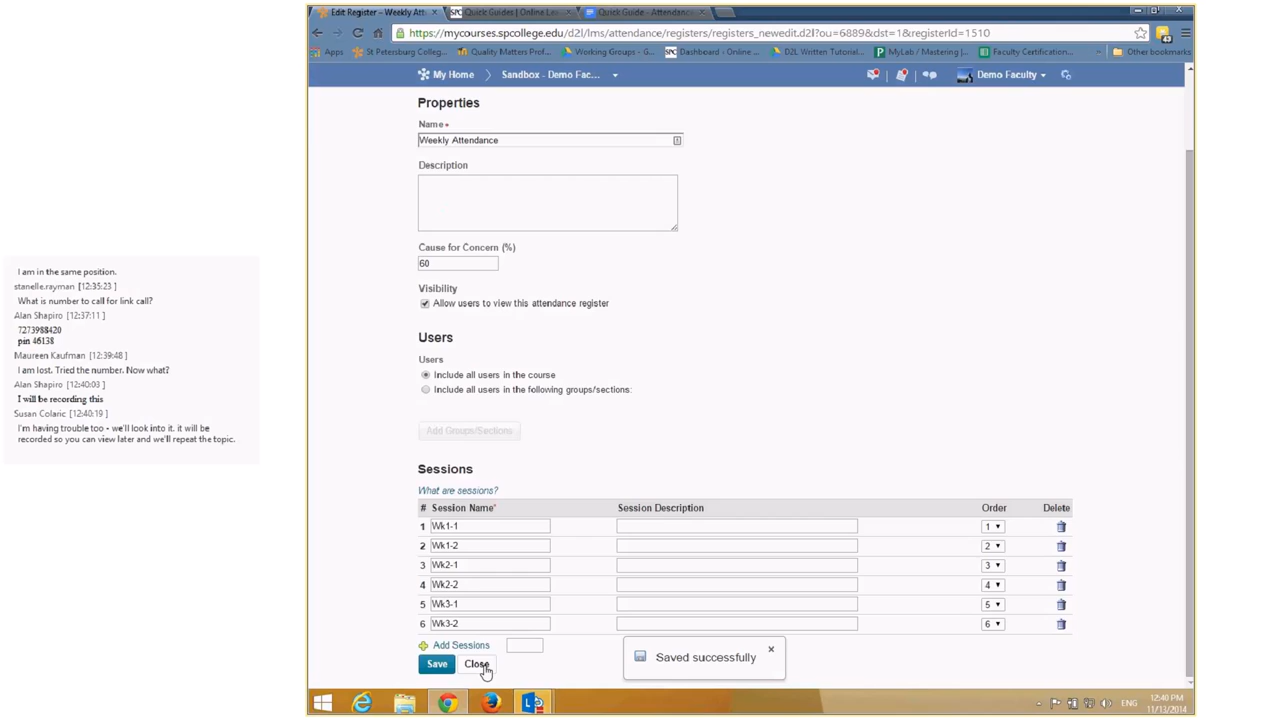 Edit Register – Weekly Att
Quick Guides | Online Le
Quick Guide - Attendance
https://mycourses.spcollege.edu/d2l/lms/attendance/registers/registers_newedit.d2l?ou=6889&dst=1&registerId=1510
Apps
St Petersburg Colleg...
Quality Matters Prof...
Working Groups - G...
Dashboard - Online ...
D2L Written Tutorial...
MyLab / Mastering |...
Faculty Certification...
Other bookmarks
My Home
Sandbox - Demo Fac...
Demo Faculty
Properties
Name*
Weekly Attendance
Description
Cause for Concern (%)
60
Visibility
Allow users to view this attendance register
Users
Users
Include all users in the course
Include all users in the following groups/sections:
Add Groups/Sections
Sessions
What are sessions?
# Session Name* Session Description Order Delete
1 Wk1-1 1
2 Wk1-2 2
3 Wk2-1 3
4 Wk2-2 4
5 Wk3-1 5
6 Wk3-2 6
Add Sessions
Save Close
Saved successfully
ENG
12:40 PM
11/13/2014
I am in the same position.
stanelle.rayman [12:35:23 ]
What is number to call for link call?
Alan Shapiro [12:37:11 ]
7273988420
pin 46138
Maureen Kaufman [12:39:48 ]
I am lost. Tried the number. Now what?
Alan Shapiro [12:40:03 ]
I will be recording this
Susan Colaric [12:40:19 ]
I'm having trouble too - we'll look into it. it will be
recorded so you can view later and we'll repeat the topic.